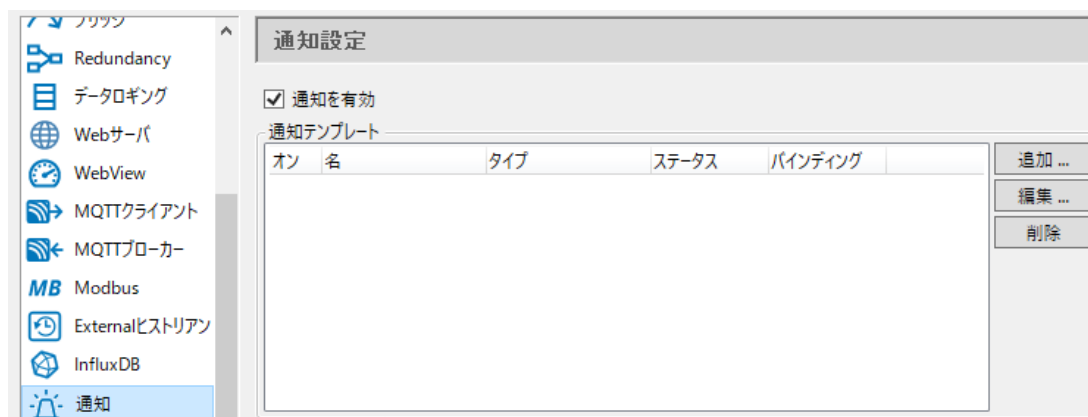 ブリッジ
Redundancy
データロギング
Webサーバ
WebView
MQTTクライアント
MQTTブローカー
MB Modbus
Externalヒストリアン
InfluxDB
通知
通知設定
通知を有効
通知テンプレート
オン 名 タイプ ステータス バインディング
追加 ...
編集 ...
削除